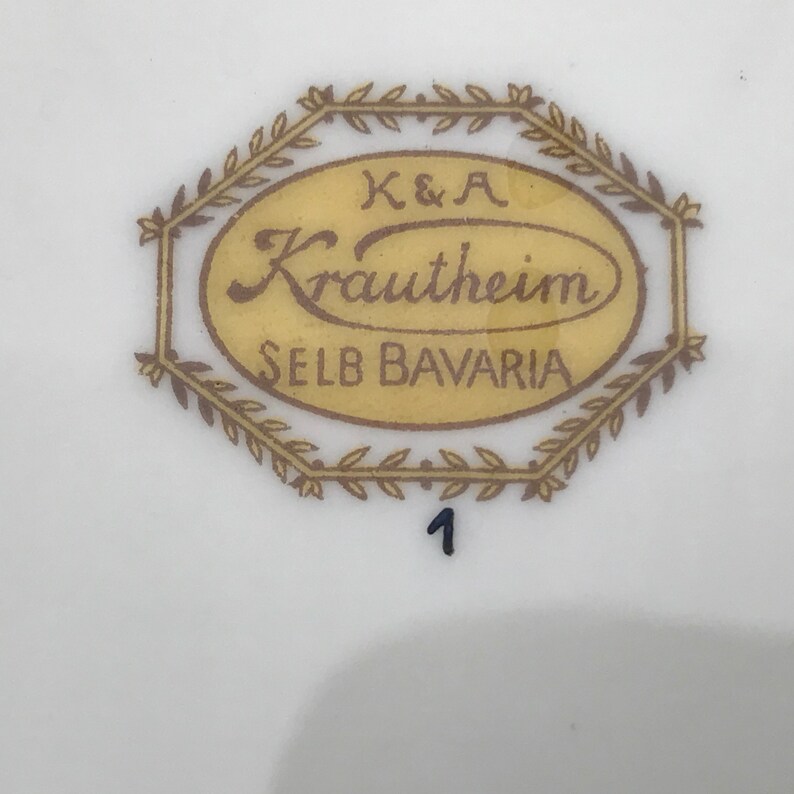 K & A
Krautheim
SELB BAVARIA
1